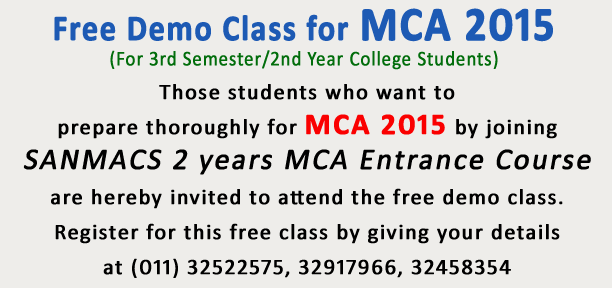 Free Demo Class for MCA 2015
(For 3rd Semester/2nd Year College Students)
Those students who want to
prepare thoroughly for MCA 2015 by joining
SANMACS 2 years MCA Entrance Course
are hereby invited to attend the free demo class.
Register for this free class by giving your details
at (011) 32522575, 32917966, 32458354